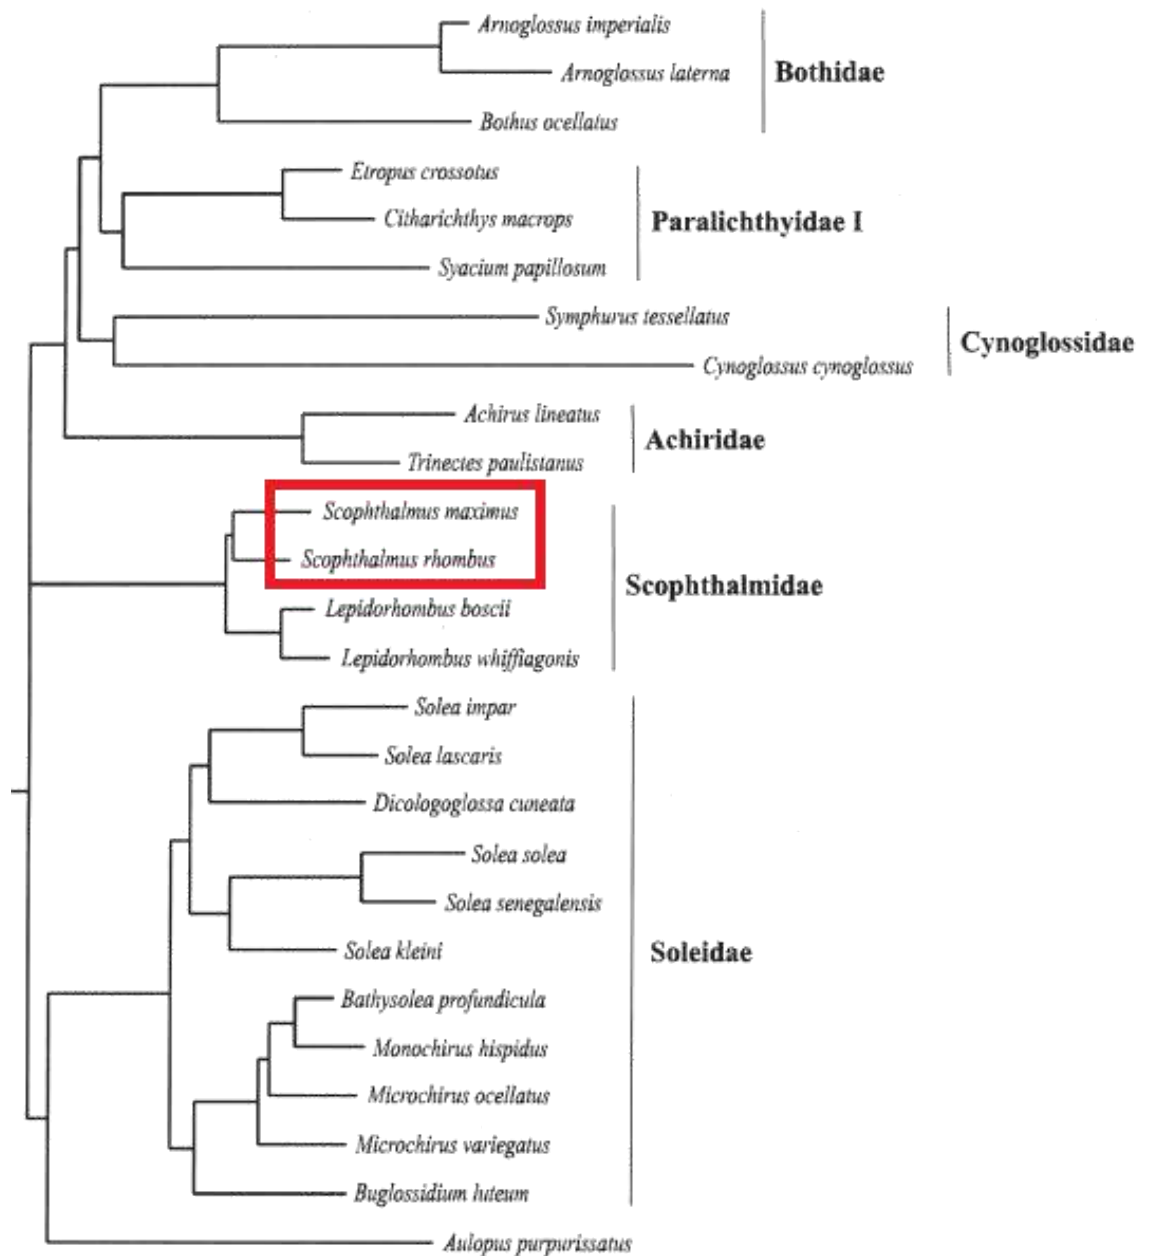 Arnoglossus imperialis
Arnoglossus laterna
Bothidae
Bothus ocellatus
Etropus crossotus
Citharichthys macrops
Paralichthyidae I
Syacium papillosum
Symphurus tessellatus
Cynoglossidae
Cynoglossus cynoglossus
Achirus lineatus
Achiridae
Trinectes paulistanus
Scophthalmus maximus
Scophthalmus rhombus
Scophthalmidae
Lepidorhombus boscii
Lepidorhombus whiffiagonis
Solea impar
Solea lascaris
Dicologoglossa cuneata
Solea solea
Solea senegalensis
Solea kleini
Soleidae
Bathysolea profundicula
Monochirus hispidus
Microchirus ocellatus
Microchirus variegatus
Buglossidium luteum
Aulopus purpurissatus